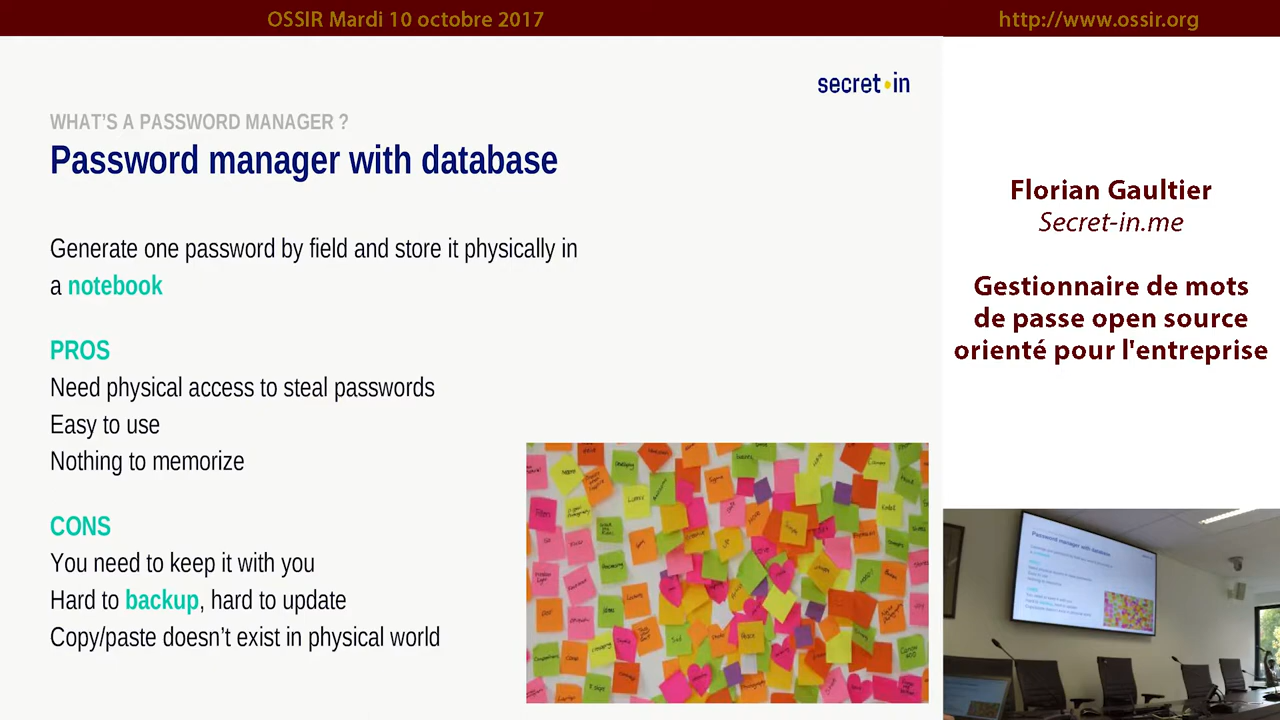 OSSIR Mardi 10 octobre 2017
http://www.ossir.org
secret•in
WHAT'S A PASSWORD MANAGER ?
Password manager with database
Generate one password by field and store it physically in
a notebook
PROS
Need physical access to steal passwords
Easy to use
Nothing to memorize
CONS
You need to keep it with you
Hard to backup, hard to update
Copy/paste doesn't exist in physical world
Florian Gaultier
Secret-in.me
Gestionnaire de mots
de passe open source
orienté pour l'entreprise
Password manager with database